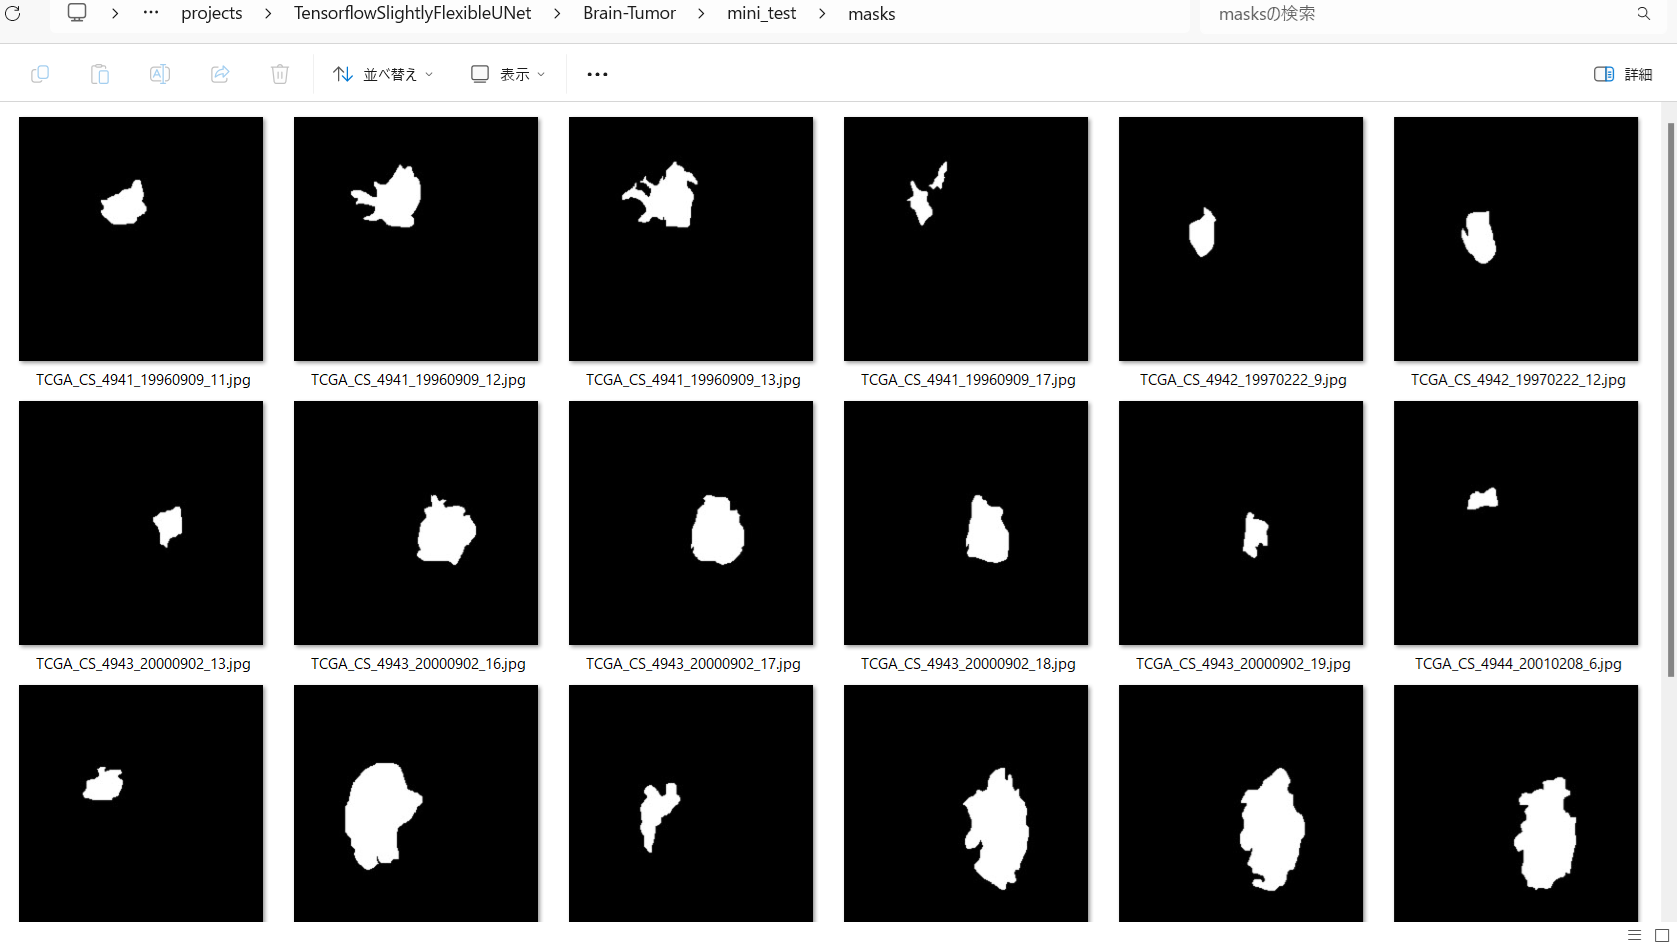 projects > TensorflowSlightlyFlexibleUNet > Brain-Tumor > mini_test > masks
masksの検索
並べ替え
表示
詳細
TCGA_CS_4941_19960909_11.jpg
TCGA_CS_4941_19960909_12.jpg
TCGA_CS_4941_19960909_13.jpg
TCGA_CS_4941_19960909_17.jpg
TCGA_CS_4942_19970222_9.jpg
TCGA_CS_4942_19970222_12.jpg
TCGA_CS_4943_20000902_13.jpg
TCGA_CS_4943_20000902_16.jpg
TCGA_CS_4943_20000902_17.jpg
TCGA_CS_4943_20000902_18.jpg
TCGA_CS_4943_20000902_19.jpg
TCGA_CS_4944_20010208_6.jpg